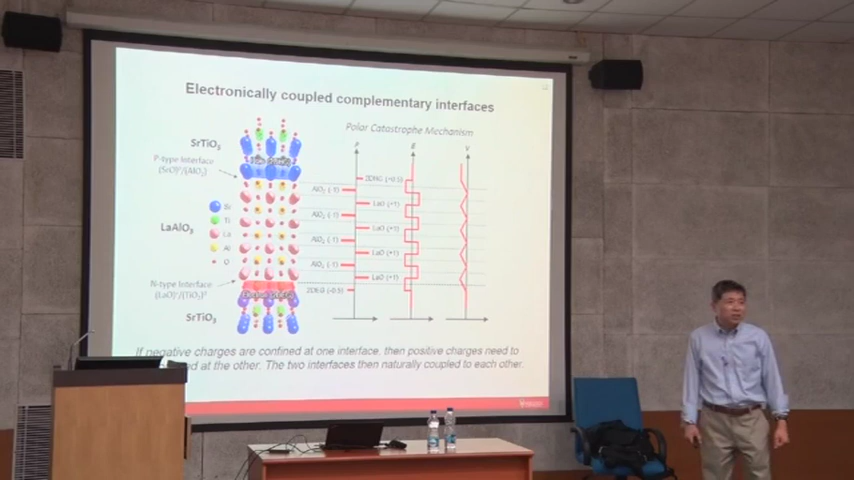 Electronically coupled complementary interfaces
Polar Catastrophe Mechanism
SrTiO₃
P-type Interface
(SrO)⁰/(AlO₂)
LaAlO₃
Sr
Ti
La
Al
O
N-type Interface
(LaO)⁺/(TiO₂)⁰
SrTiO₃
E
V
2DHG (+0.5)
AlO₂ (-1)
LaO (+1)
AlO₂ (-1)
LaO (+1)
AlO₂ (-1)
LaO (+1)
AlO₂ (-1)
LaO (+1)
2DEG (-0.5)
If negative charges are confined at one interface, then positive charges need to
at the other. The two interfaces then naturally coupled to each other.